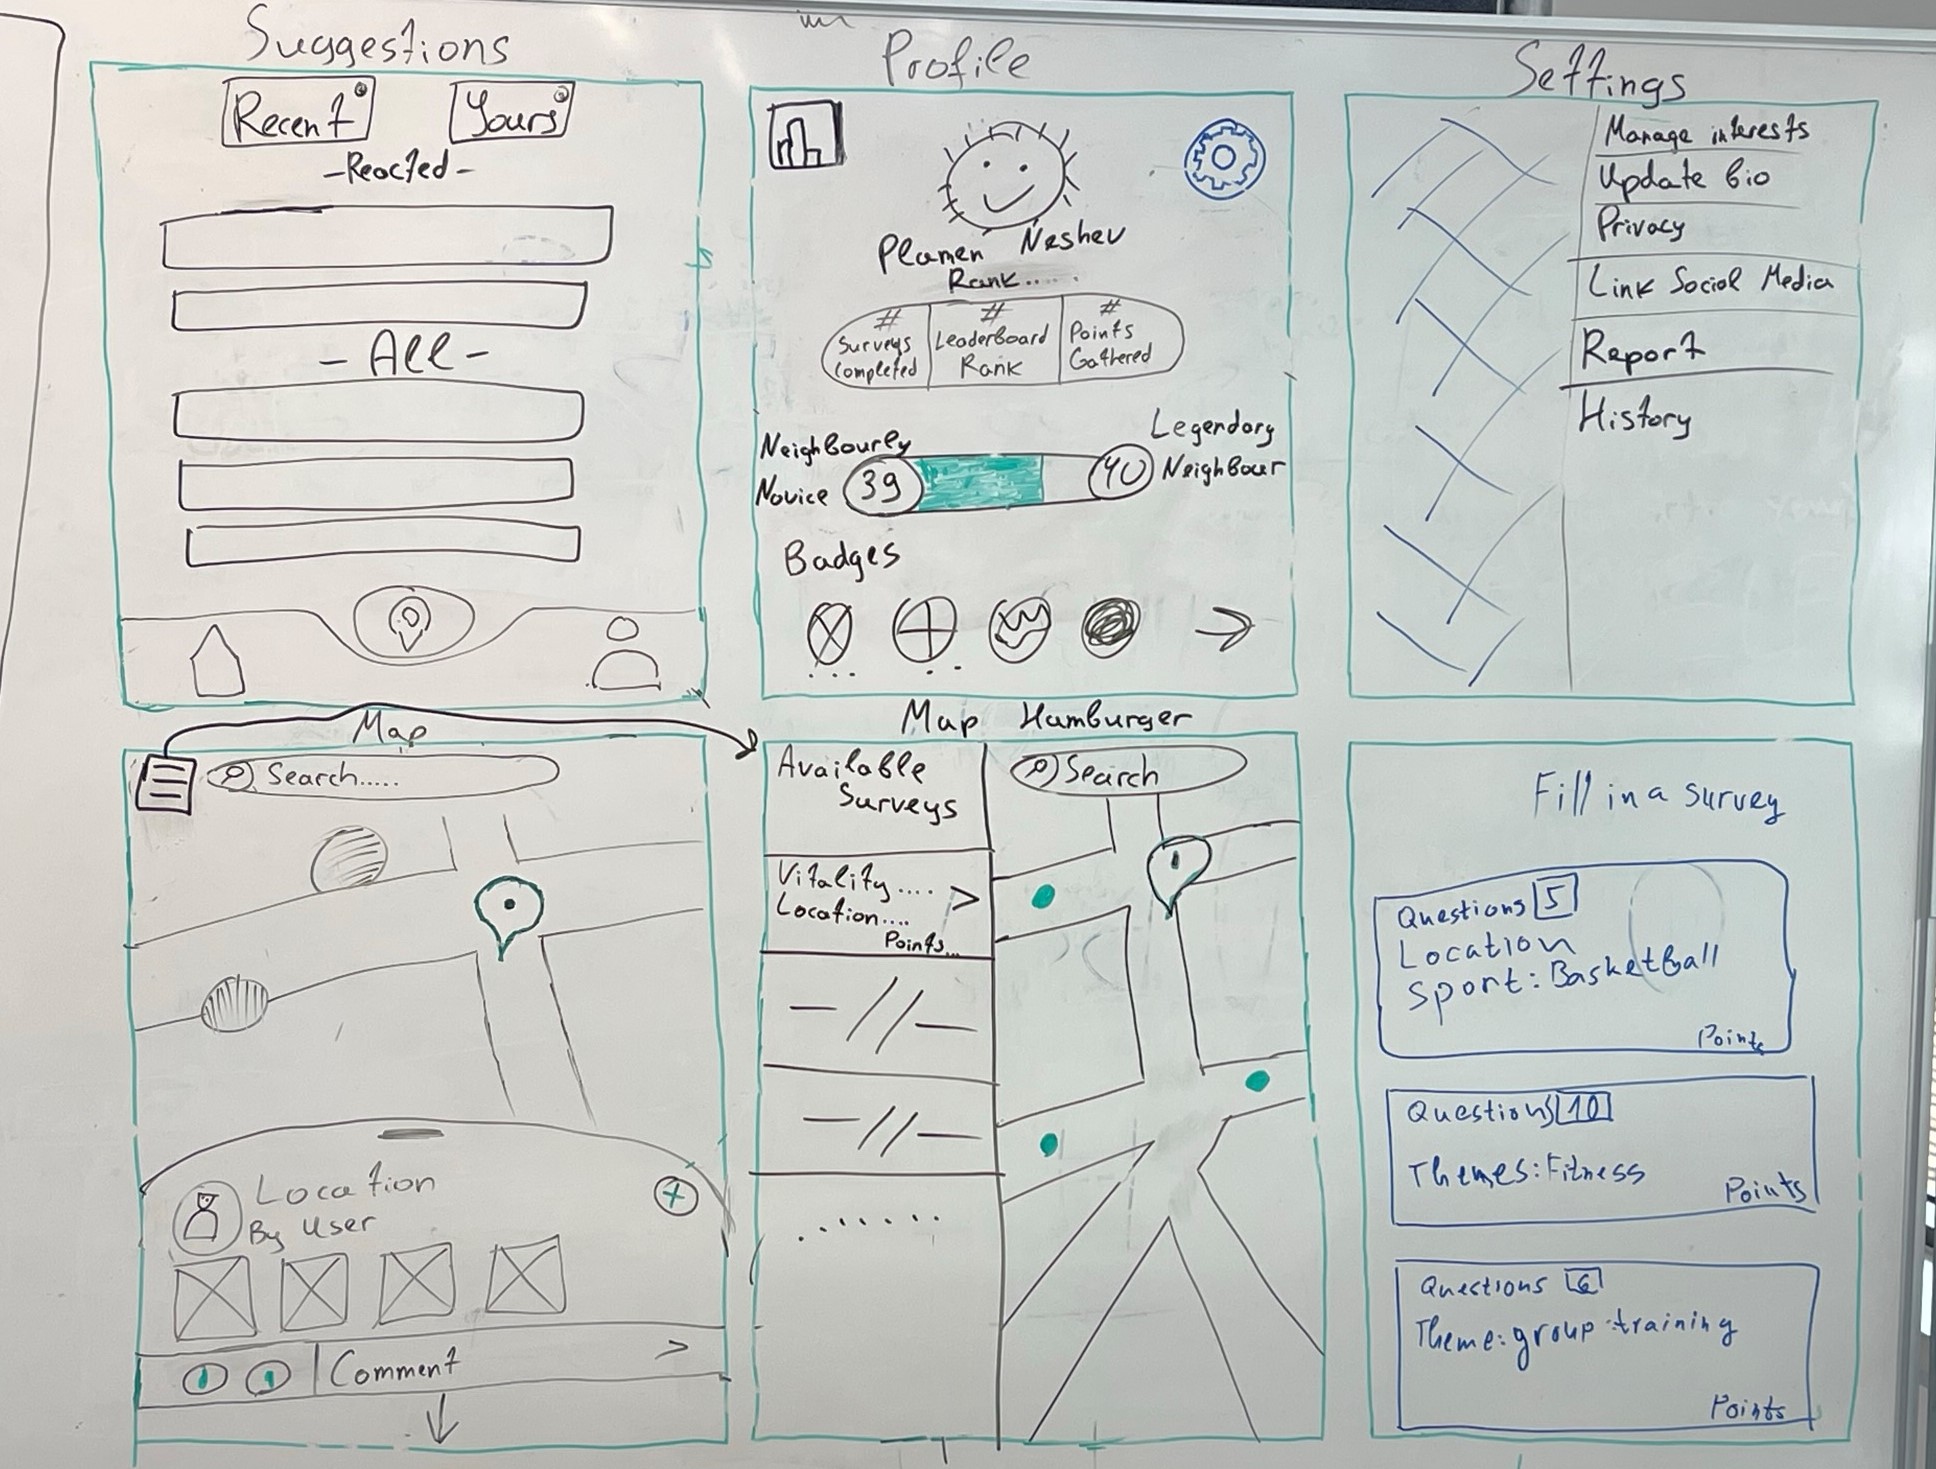 Suggestions
Recent
Yours
-Reacted-
- All -
Profile
Plamen Neshev
Rank.....
#
Surveys
Completed
#
Leaderboard
Rank
#
Points
Gathered
Neighbourly
Novice
39
40
Legendary
Neighbour
Badges
...
Settings
Manage interests
Update bio
Privacy
Link Social Media
Report
History
Map
Search.....
Location
By User
Comment
Map Hamburger
Available
Surveys
Search
Vitality....
Location....
Points...
......
Fill in a survey
Questions 5
Location
Sport: Basketball
Points
Questions 10
Themes: Fitness
Points
Questions 6
Theme: group training
Points